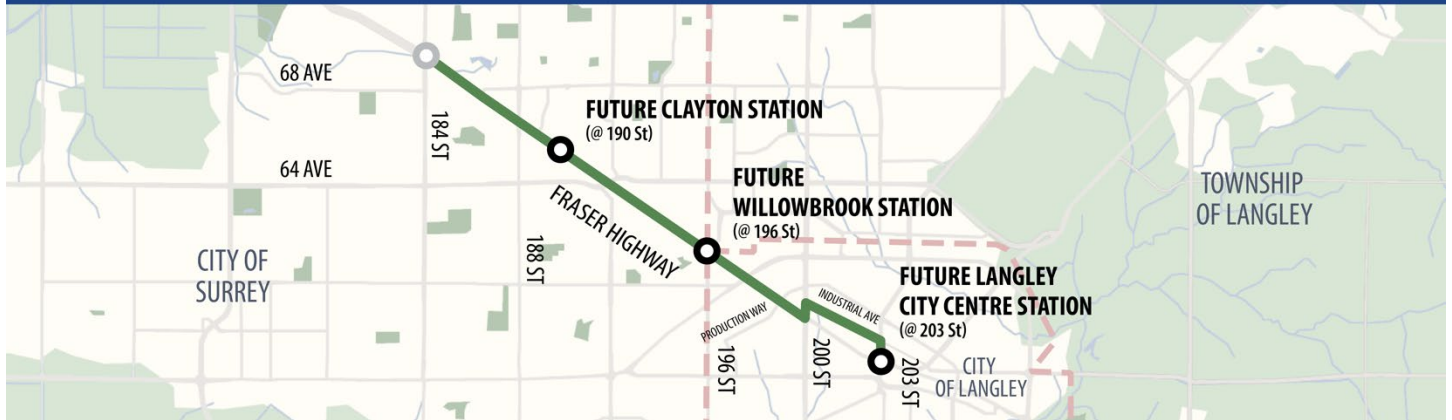 68 AVE
184 ST
FUTURE CLAYTON STATION
(@ 190 St)
64 AVE
FRASER HIGHWAY
188 ST
FUTURE
WILLOWBROOK STATION
(@ 196 St)
TOWNSHIP
OF LANGLEY
CITY OF
SURREY
FUTURE LANGLEY
CITY CENTRE STATION
(@ 203 St)
PRODUCTION WAY
INDUSTRIAL AVE
196 ST
200 ST
203 ST
CITY
OF LANGLEY